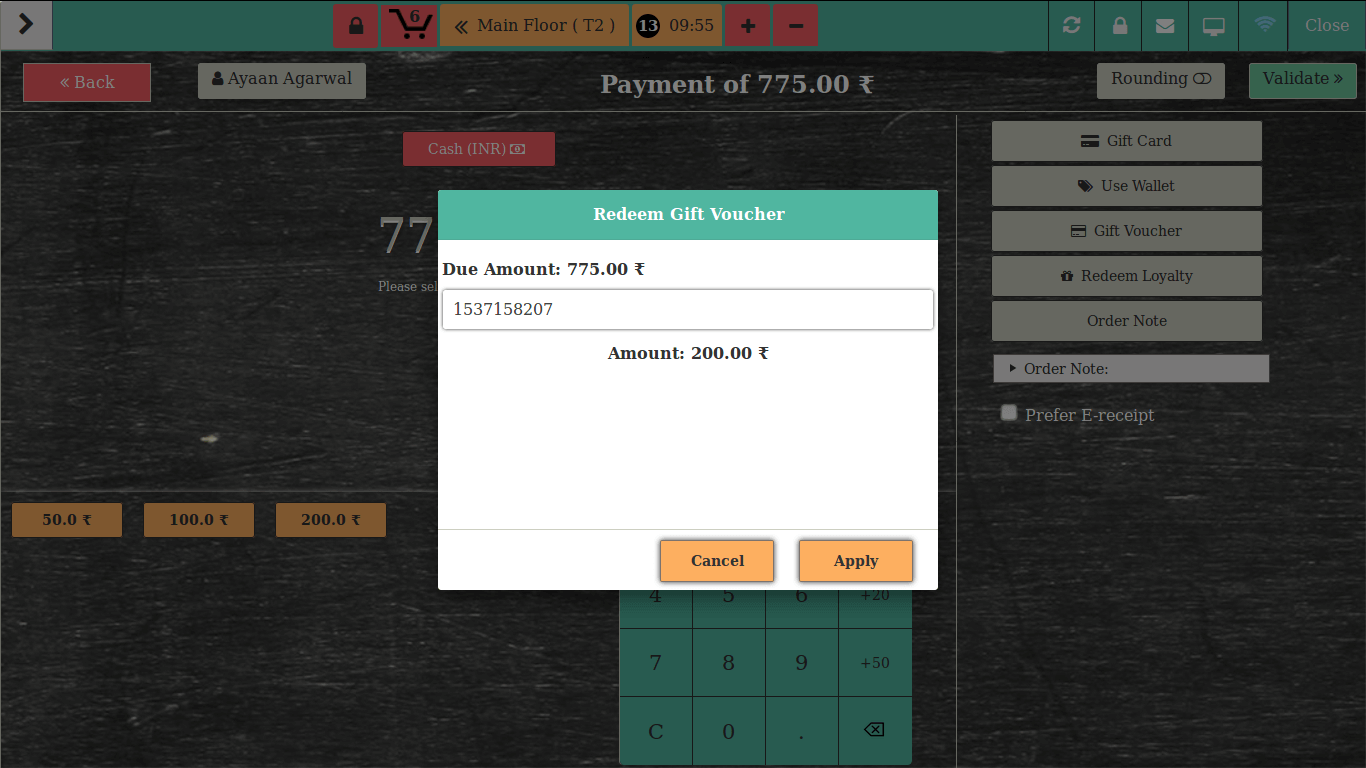 6
Main Floor ( T2 )
13 09:55
Close
Back
Ayaan Agarwal
Payment of 775.00 ₹
Rounding
Validate
Cash (INR)
77
Please sel
Redeem Gift Voucher
Due Amount: 775.00 ₹
1537158207
Amount: 200.00 ₹
Cancel
Apply
Gift Card
Use Wallet
Gift Voucher
Redeem Loyalty
Order Note
Order Note:
Prefer E-receipt
50.0 ₹
100.0 ₹
200.0 ₹
4 5 6 +20
7 8 9 +50
C 0 .